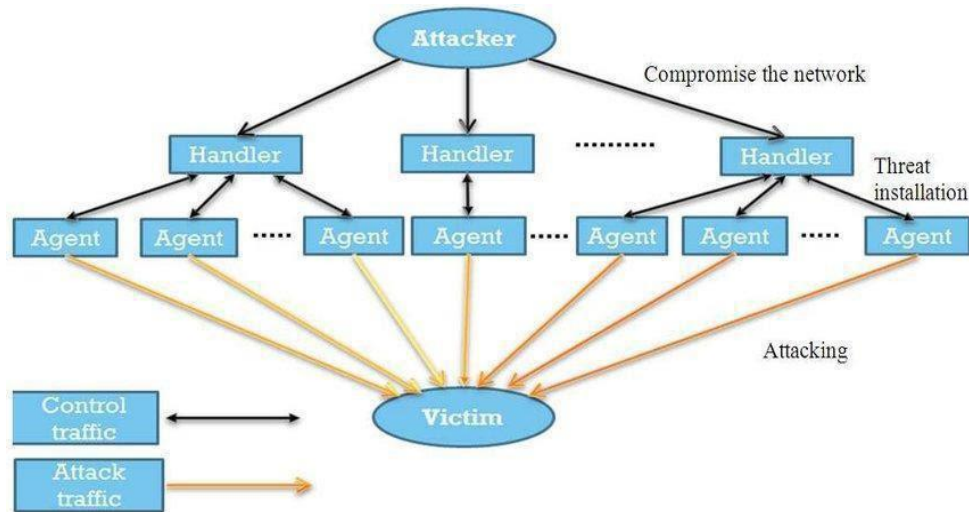 Attacker
Compromise the network
Handler
Handler
Handler
Threat
installation
Agent
Agent
Agent
Agent
Agent
Agent
Agent
Attacking
Victim
Control
traffic
Attack
traffic